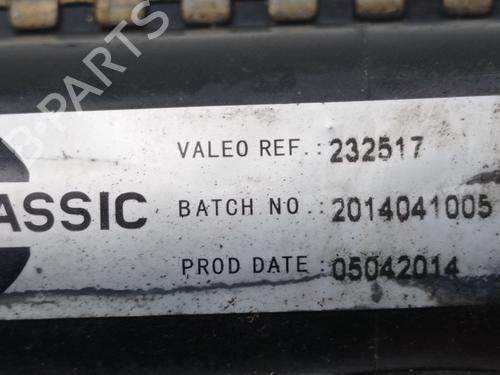 VALEO REF.: 232517
ASSIC
BATCH NO.: 2014041005
PROD DATE: 05042014
B-PARTS